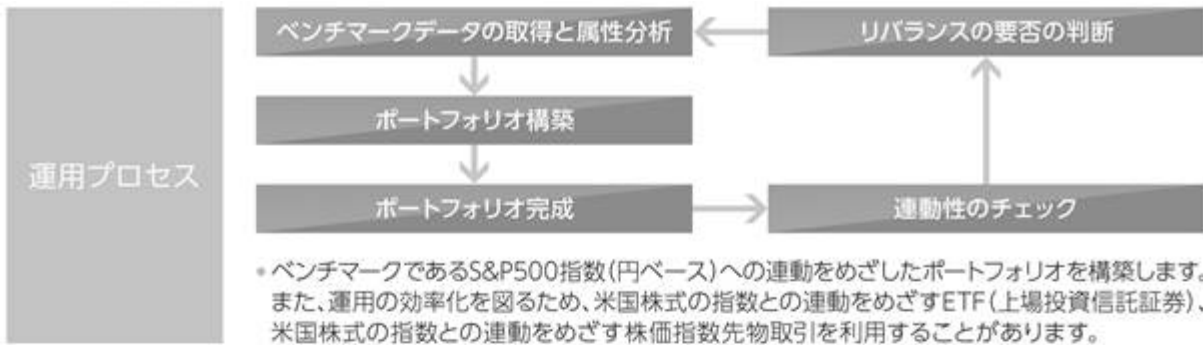 運用プロセス
ベンチマークデータの取得と属性分析
リバランスの要否の判断
ポートフォリオ構築
ポートフォリオ完成
連動性のチェック
•ベンチマークであるS&P500指数(円ベース)への連動をめざしたポートフォリオを構築します。
また、運用の効率化を図るため、米国株式の指数との連動をめざすETF(上場投資信託証券)、
米国株式の指数との連動をめざす株価指数先物取引を利用することがあります。